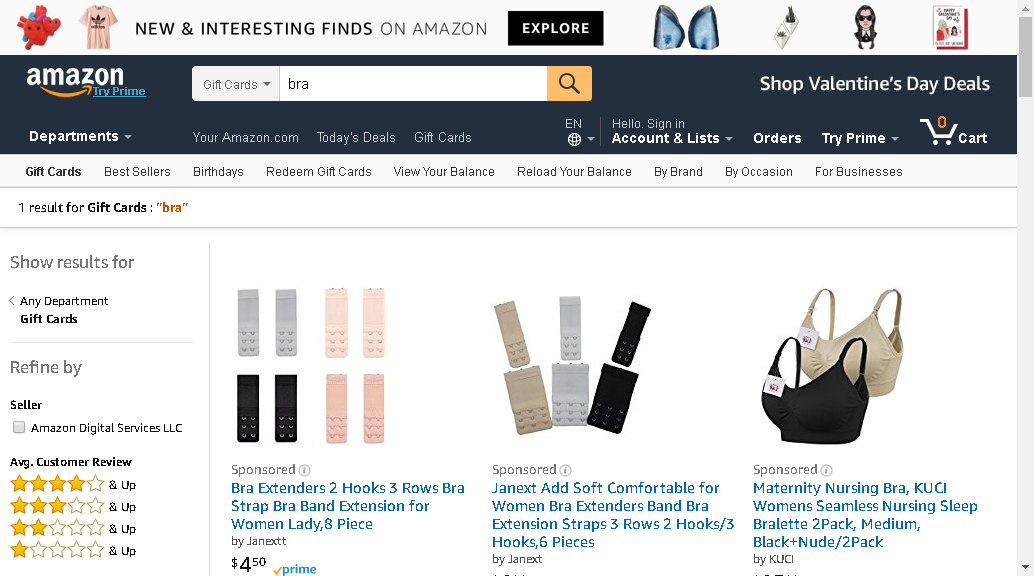 NEW & INTERESTING FINDS ON AMAZON EXPLORE
amazon
Try Prime
Gift Cards bra
Shop Valentine's Day Deals
Departments Your Amazon.com Today's Deals Gift Cards
EN
Hello. Sign in
Account & Lists Orders Try Prime 0 Cart
Gift Cards Best Sellers Birthdays Redeem Gift Cards View Your Balance Reload Your Balance By Brand By Occasion For Businesses
1 result for Gift Cards : "bra"
Show results for
Any Department
Gift Cards
Refine by
Seller
Amazon Digital Services LLC
Avg. Customer Review
& Up
& Up
& Up
& Up
Sponsored
Bra Extenders 2 Hooks 3 Rows Bra
Strap Bra Band Extension for
Women Lady,8 Piece
by Janextt
$4 50 prime
Sponsored
Janext Add Soft Comfortable for
Women Bra Extenders Band Bra
Extension Straps 3 Rows 2 Hooks/3
Hooks,6 Pieces
by Janext
Sponsored
Maternity Nursing Bra, KUCI
Womens Seamless Nursing Sleep
Bralette 2Pack, Medium,
Black+Nude/2Pack
by KUCI